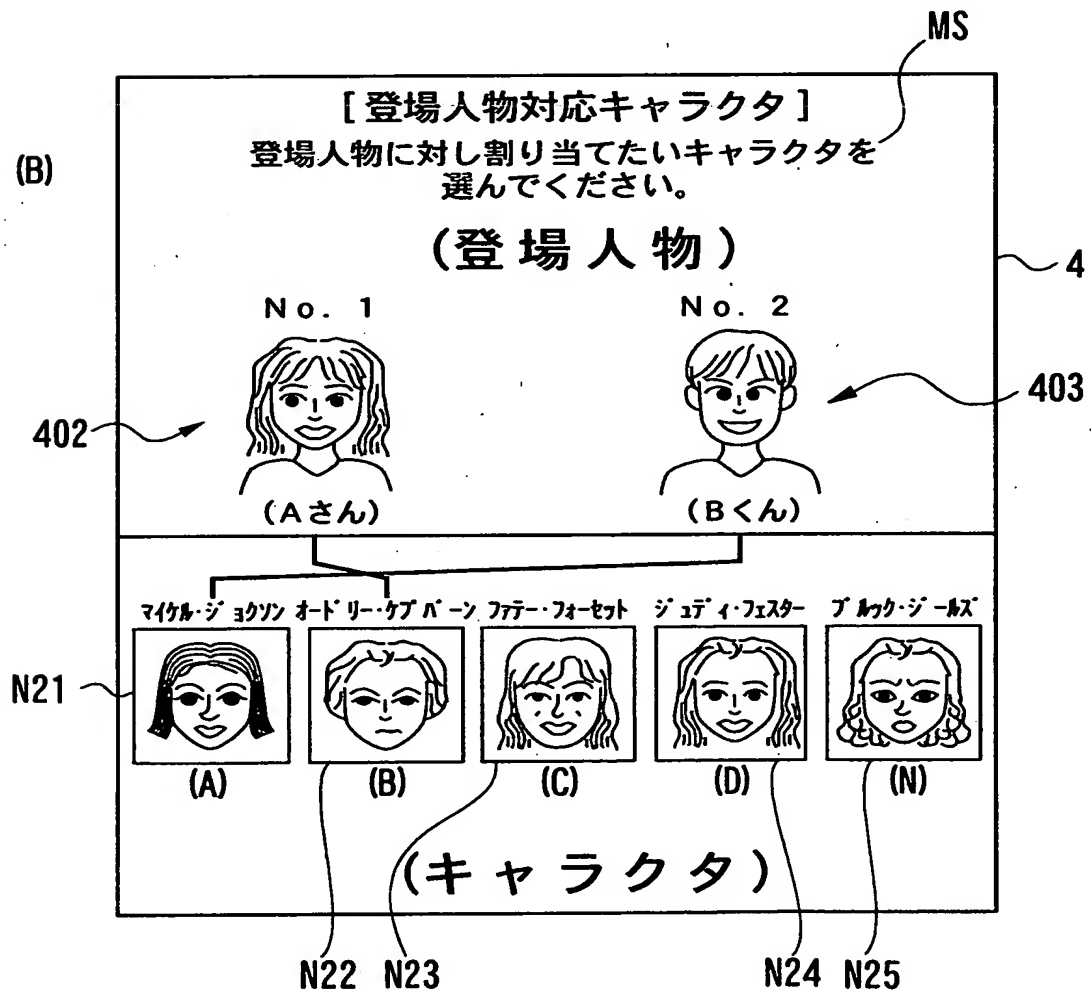 MS
[登場人物対応キャラクタ]
登場人物に対し割り当てたいキャラクタを
選んでください。
(B)
(登場人物)
4
No. 1
No. 2
402
403
(Aさん)
(Bくん)
マイケル・ジョクソン オードリー・ケプバーン ファテー・フォーセット ジュディ・フェスター ブルック・ジールズ
N21
(A)
(B)
(C)
(D)
(N)
(キャラクタ)
N22 N23 N24 N25